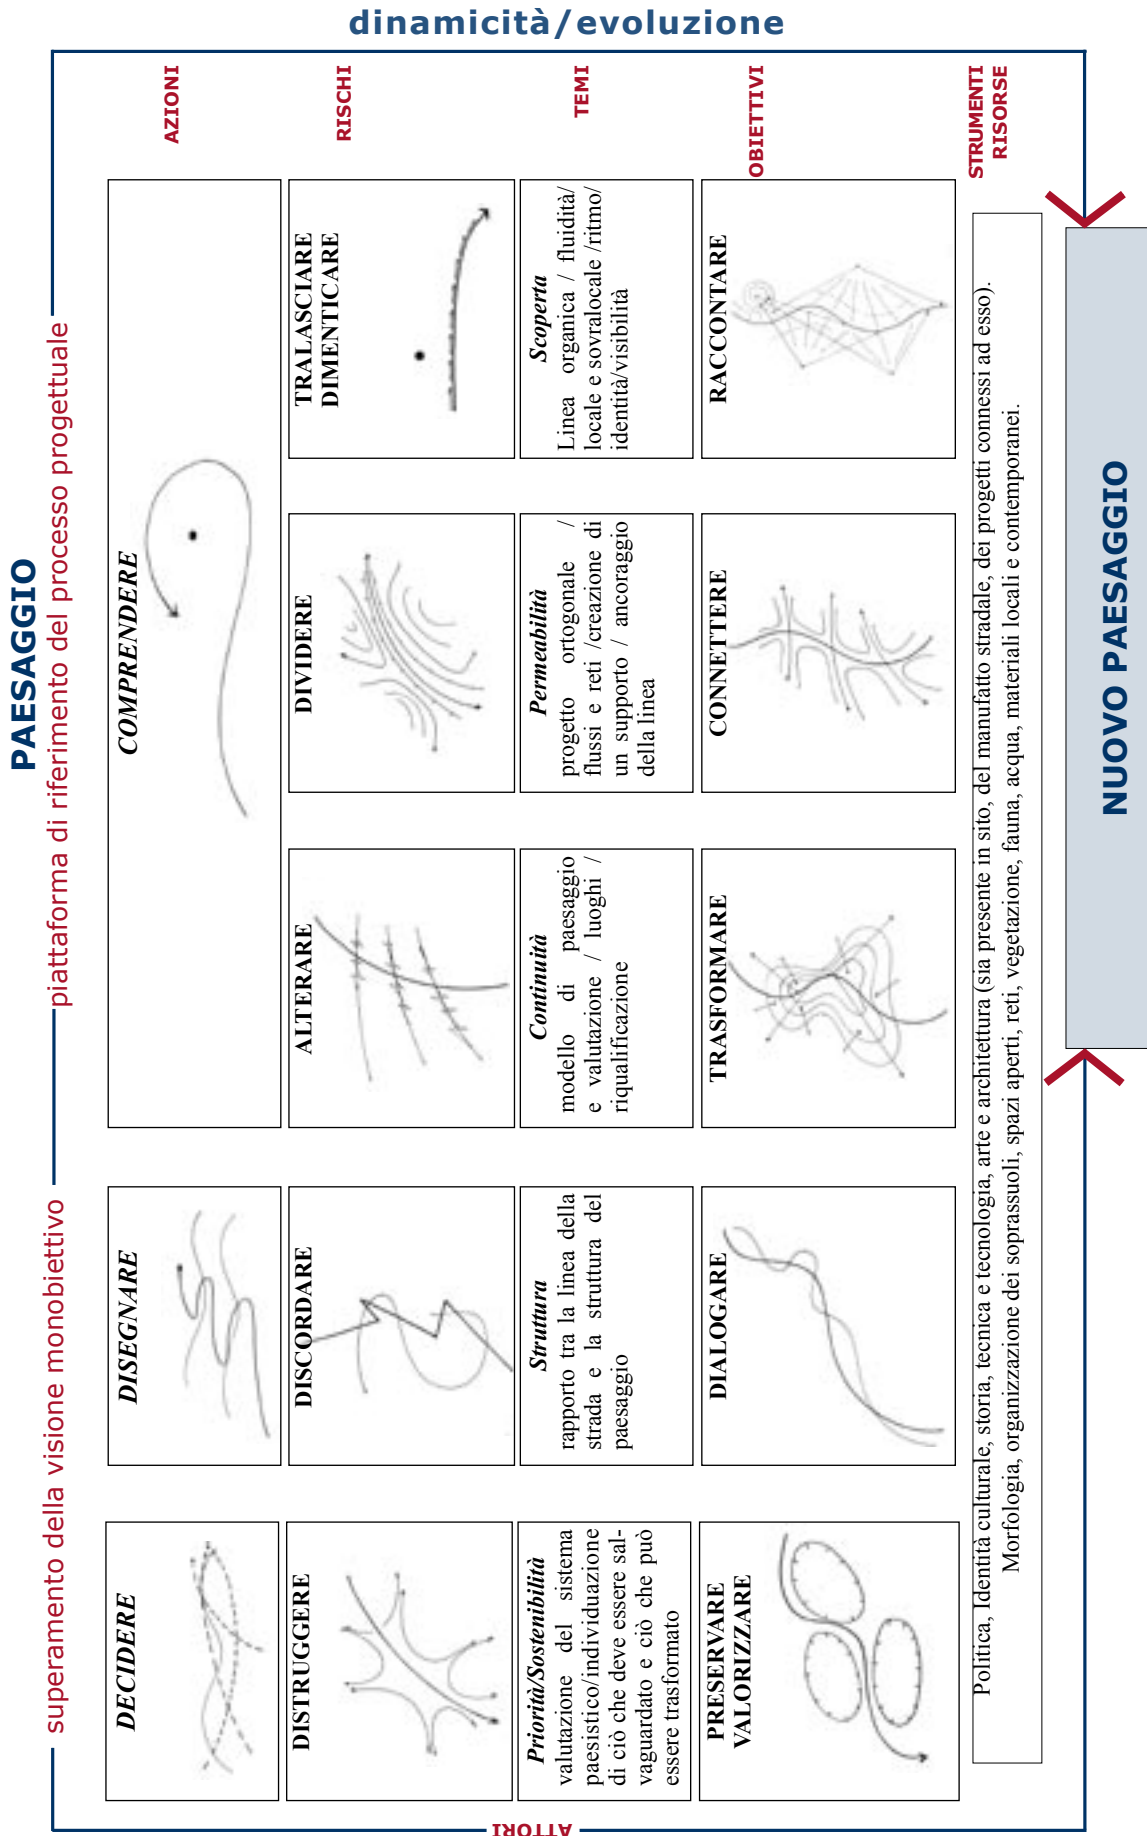 PAESAGGIO
superamento della visione monobiettivo
piattaforma di riferimento del processo progettuale
dinamicità/evoluzione
ATTORI
AZIONI
DECIDERE
DISEGNARE
COMPRENDERE
RISCHI
DISTRUGGERE
DISCORDARE
ALTERARE
DIVIDERE
TRALASCIARE
DIMENTICARE
TEMI
Priorità/Sostenibilità
valutazione del sistema
paesistico/individuazione
di ciò che deve essere sal-
vaguardato e ciò che può
essere trasformato
Struttura
rapporto tra la linea della
strada e la struttura del
paesaggio
Continuità
modello di paesaggio
e valutazione / luoghi /
riqualificazione
Permeabilità
progetto ortogonale /
flussi e reti /creazione di
un supporto / ancoraggio
della linea
Scoperta
Linea organica / fluidità/
locale e sovralocale /ritmo/
identità/visibilità
OBIETTIVI
PRESERVARE
VALORIZZARE
DIALOGARE
TRASFORMARE
CONNETTERE
RACCONTARE
STRUMENTI
RISORSE
Politica, Identità culturale, storia, tecnica e tecnologia, arte e architettura (sia presente in sito, del manufatto stradale, dei progetti connessi ad esso).
Morfologia, organizzazione dei soprassuoli, spazi aperti, reti, vegetazione, fauna, acqua, materiali locali e contemporanei.
NUOVO PAESAGGIO